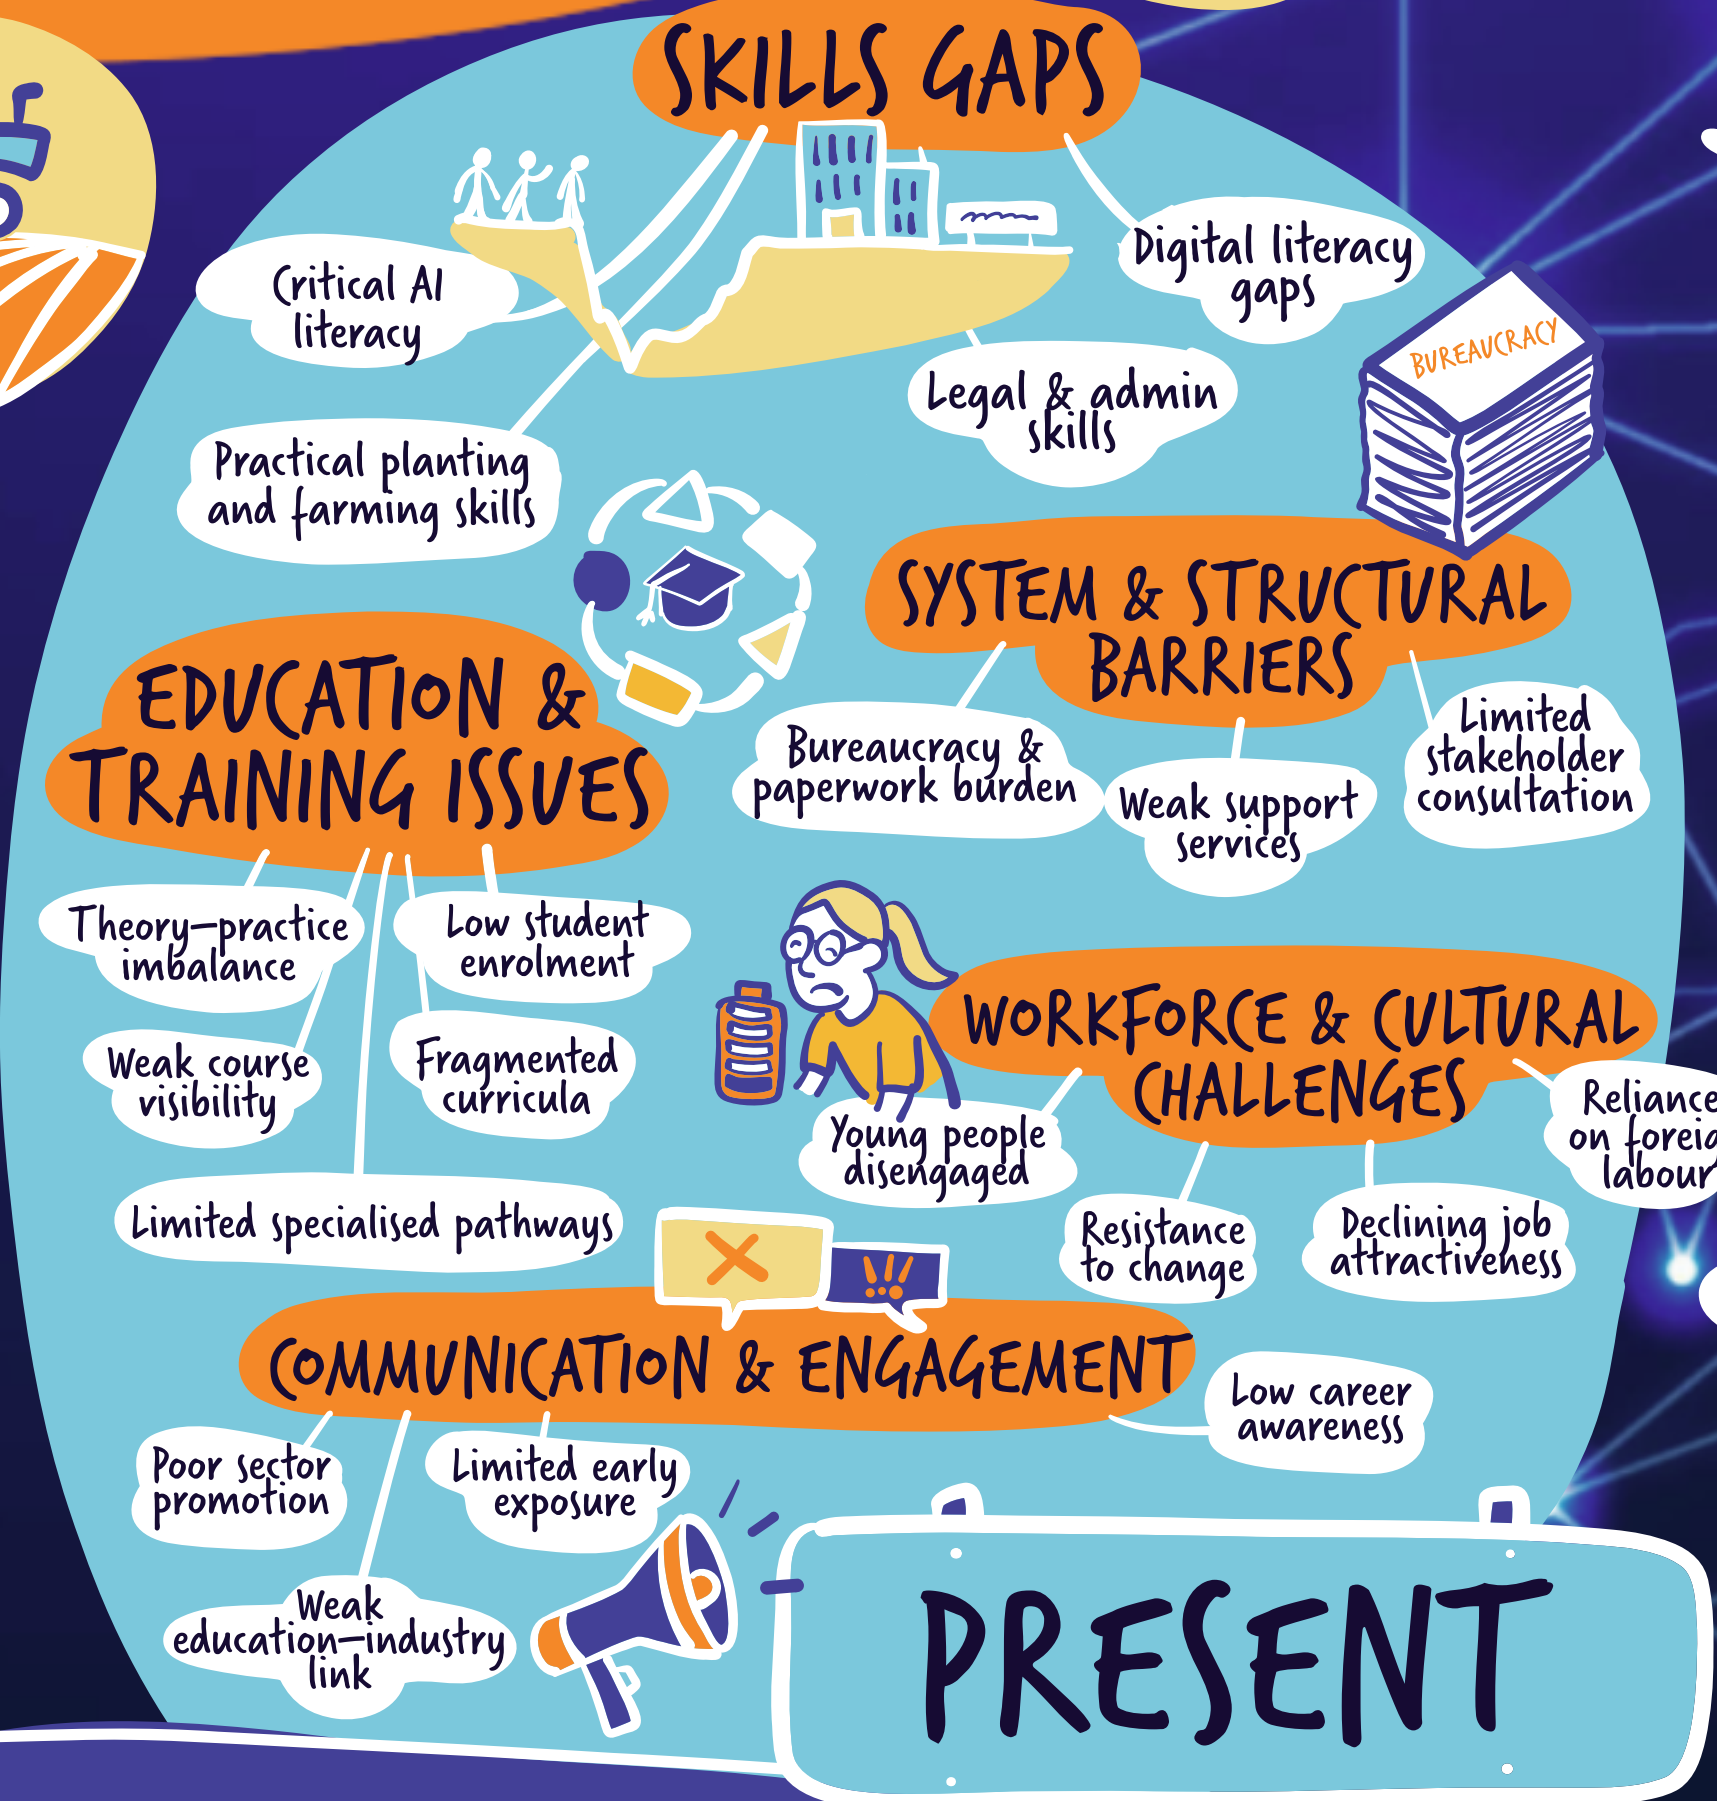 SKILLS GAPS
Critical AI
literacy
Digital literacy
gaps
Practical planting
and farming skills
Legal & admin
skills
BUREAUCRACY
SYSTEM & STRUCTURAL
BARRIERS
Bureaucracy &
paperwork burden
Weak support
services
Limited
stakeholder
consultation
EDUCATION &
TRAINING ISSUES
Theory–practice
imbalance
Low student
enrolment
Weak course
visibility
Fragmented
curricula
Limited specialised pathways
WORKFORCE & CULTURAL
CHALLENGES
Young people
disengaged
Resistance
to change
Declining job
attractiveness
Reliance
on
labour
COMMUNICATION & ENGAGEMENT
Poor sector
promotion
Limited early
exposure
Weak
education–industry
link
Low career
awareness
PRESENT